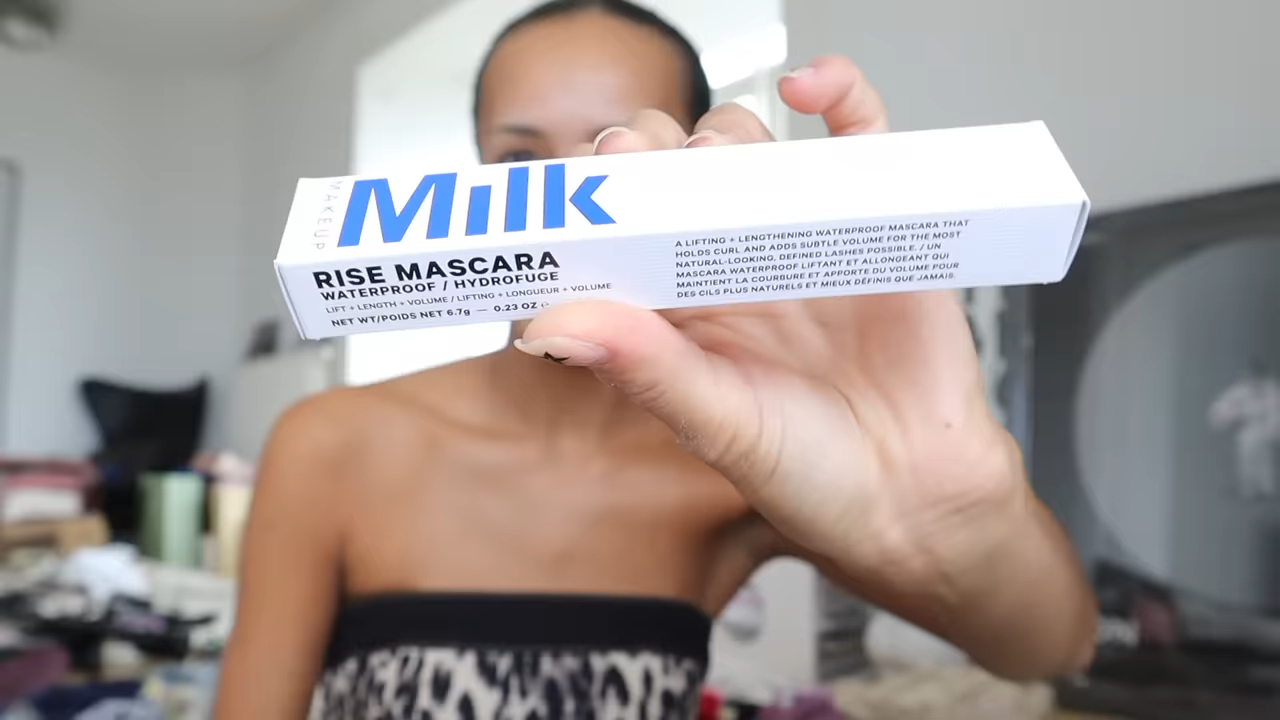 MAKEUP
Milk
RISE MASCARA
WATERPROOF / HYDROFUGE
LIFT + LENGTH + VOLUME / LIFTING + LONGUEUR + VOLUME
NET WT/POIDS NET 6.7g — 0.23 OZ
A LIFTING + LENGTHENING WATERPROOF MASCARA THAT
HOLDS CURL AND ADDS SUBTLE VOLUME FOR THE MOST
NATURAL-LOOKING, DEFINED LASHES POSSIBLE. / UN
MASCARA WATERPROOF LIFTANT ET ALLONGEANT QUI
MAINTIENT LA COURBURE ET APPORTE DU VOLUME POUR
DES CILS PLUS NATURELS ET MIEUX DÉFINIS QUE JAMAIS.